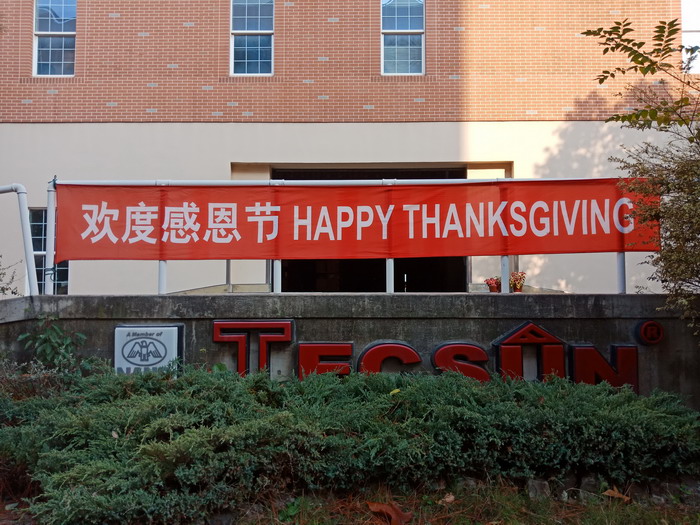 欢度感恩节 HAPPY THANKSGIVING
A Member of
TECSUN ®